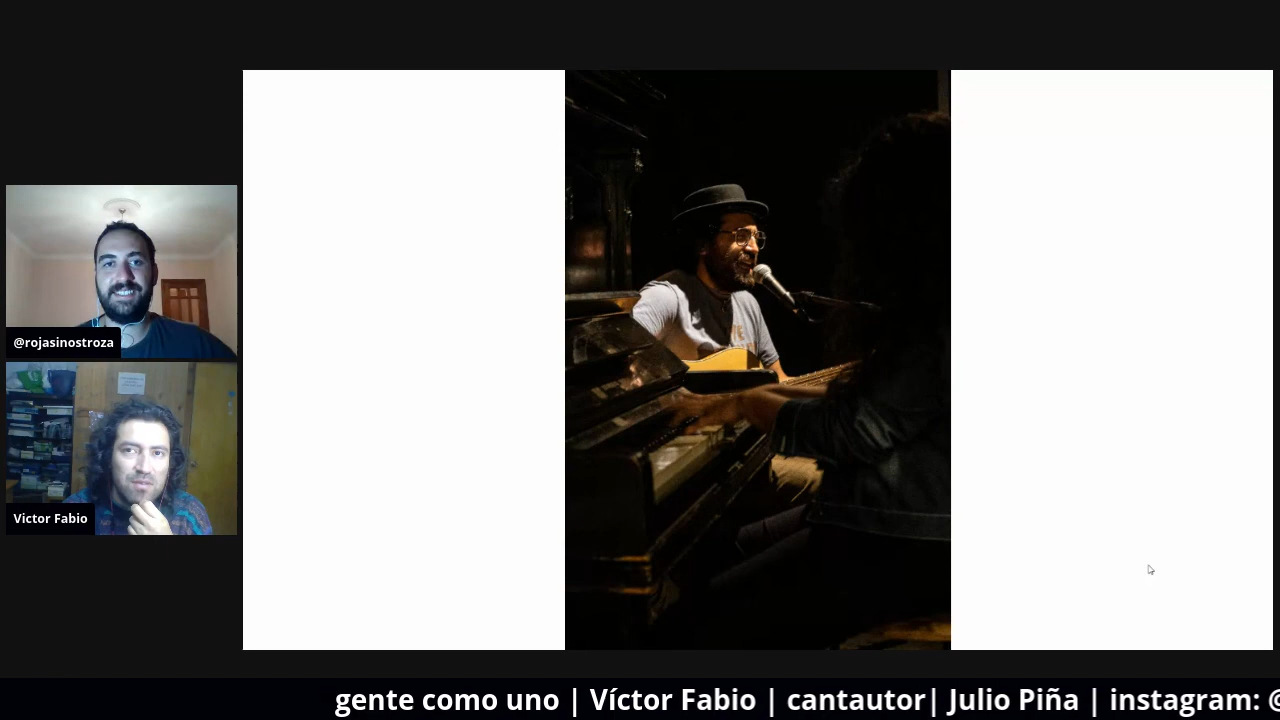 @rojasinostroza
Victor Fabio
gente como uno | Víctor Fabio | cantautor| Julio Piña | instagram: @